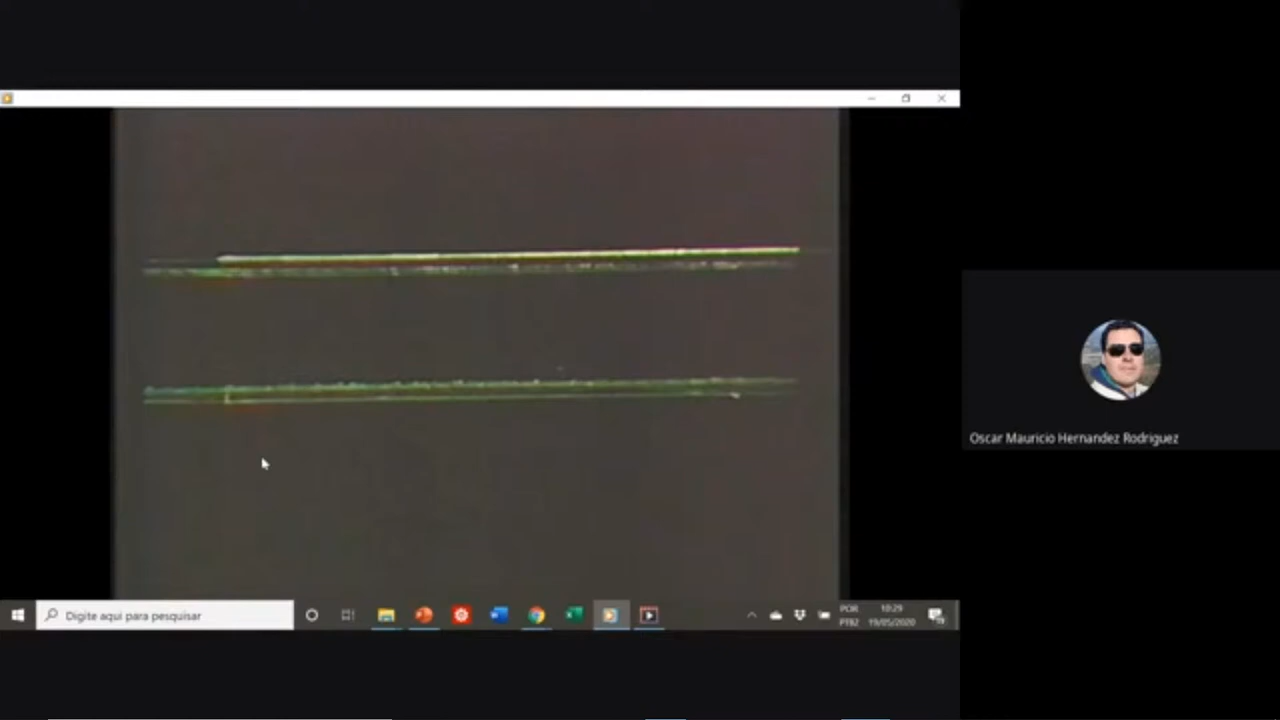 Oscar Mauricio Hernandez Rodriguez
Digite aqui para pesquisar
POR
PTB2
10:29
19/05/2020